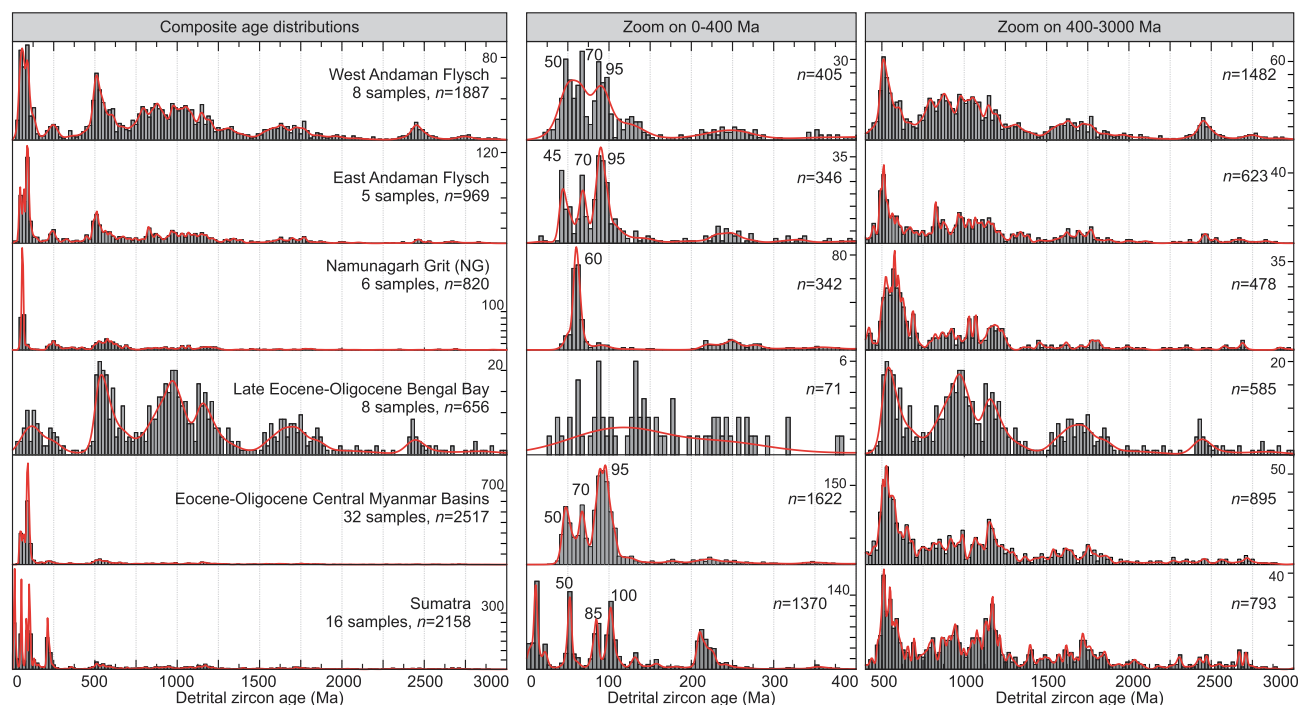 Composite age distributions
Zoom on 0-400 Ma
Zoom on 400-3000 Ma
80
West Andaman Flysch
8 samples, n=1887
50
70
95
30
n=405
60
n=1482
120
East Andaman Flysch
5 samples, n=969
45
70
95
35
n=346
n=623
40
Namunagarh Grit (NG)
6 samples, n=820
100
60
80
n=342
35
n=478
20
Late Eocene-Oligocene Bengal Bay
8 samples, n=656
6
n=71
20
n=585
700
Eocene-Oligocene Central Myanmar Basins
32 samples, n=2517
50
70
95
150
n=1622
50
n=895
Sumatra
300
16 samples, n=2158
50
85
100
140
n=1370
40
n=793
0 500 1000 1500 2000 2500 3000
Detrital zircon age (Ma)
0 100 200 300 400
Detrital zircon age (Ma)
500 1000 1500 2000 2500 3000
Detrital zircon age (Ma)